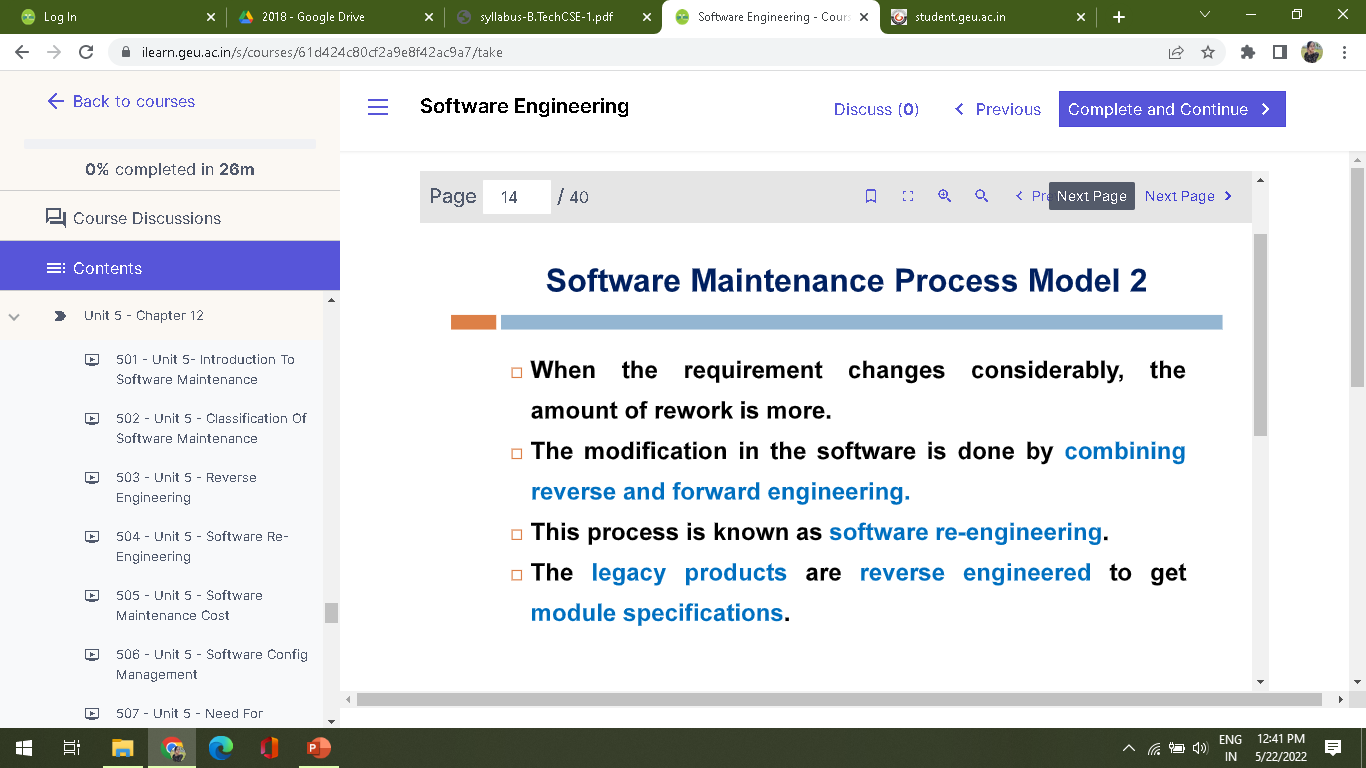 Log In
2018 - Google Drive
syllabus-B.TechCSE-1.pdf
Software Engineering - Cour
student.geu.ac.in
ilearn.geu.ac.in/s/courses/61d424c80cf2a9e8f42ac9a7/take
Back to courses
0% completed in 26m
Course Discussions
Contents
Unit 5 - Chapter 12
501 - Unit 5- Introduction To
Software Maintenance
502 - Unit 5 - Classification Of
Software Maintenance
503 - Unit 5 - Reverse
Engineering
504 - Unit 5 - Software Re-
Engineering
505 - Unit 5 - Software
Maintenance Cost
506 - Unit 5 - Software Config
Management
507 - Unit 5 - Need For
Software Engineering
Discuss (0)
Previous
Complete and Continue
Page 14 / 40
Pre
Next Page
Next Page
Software Maintenance Process Model 2
When the requirement changes considerably, the
amount of rework is more.
The modification in the software is done by combining
reverse and forward engineering.
This process is known as software re-engineering.
The legacy products are reverse engineered to get
module specifications.
ENG
IN
12:41 PM
5/22/2022